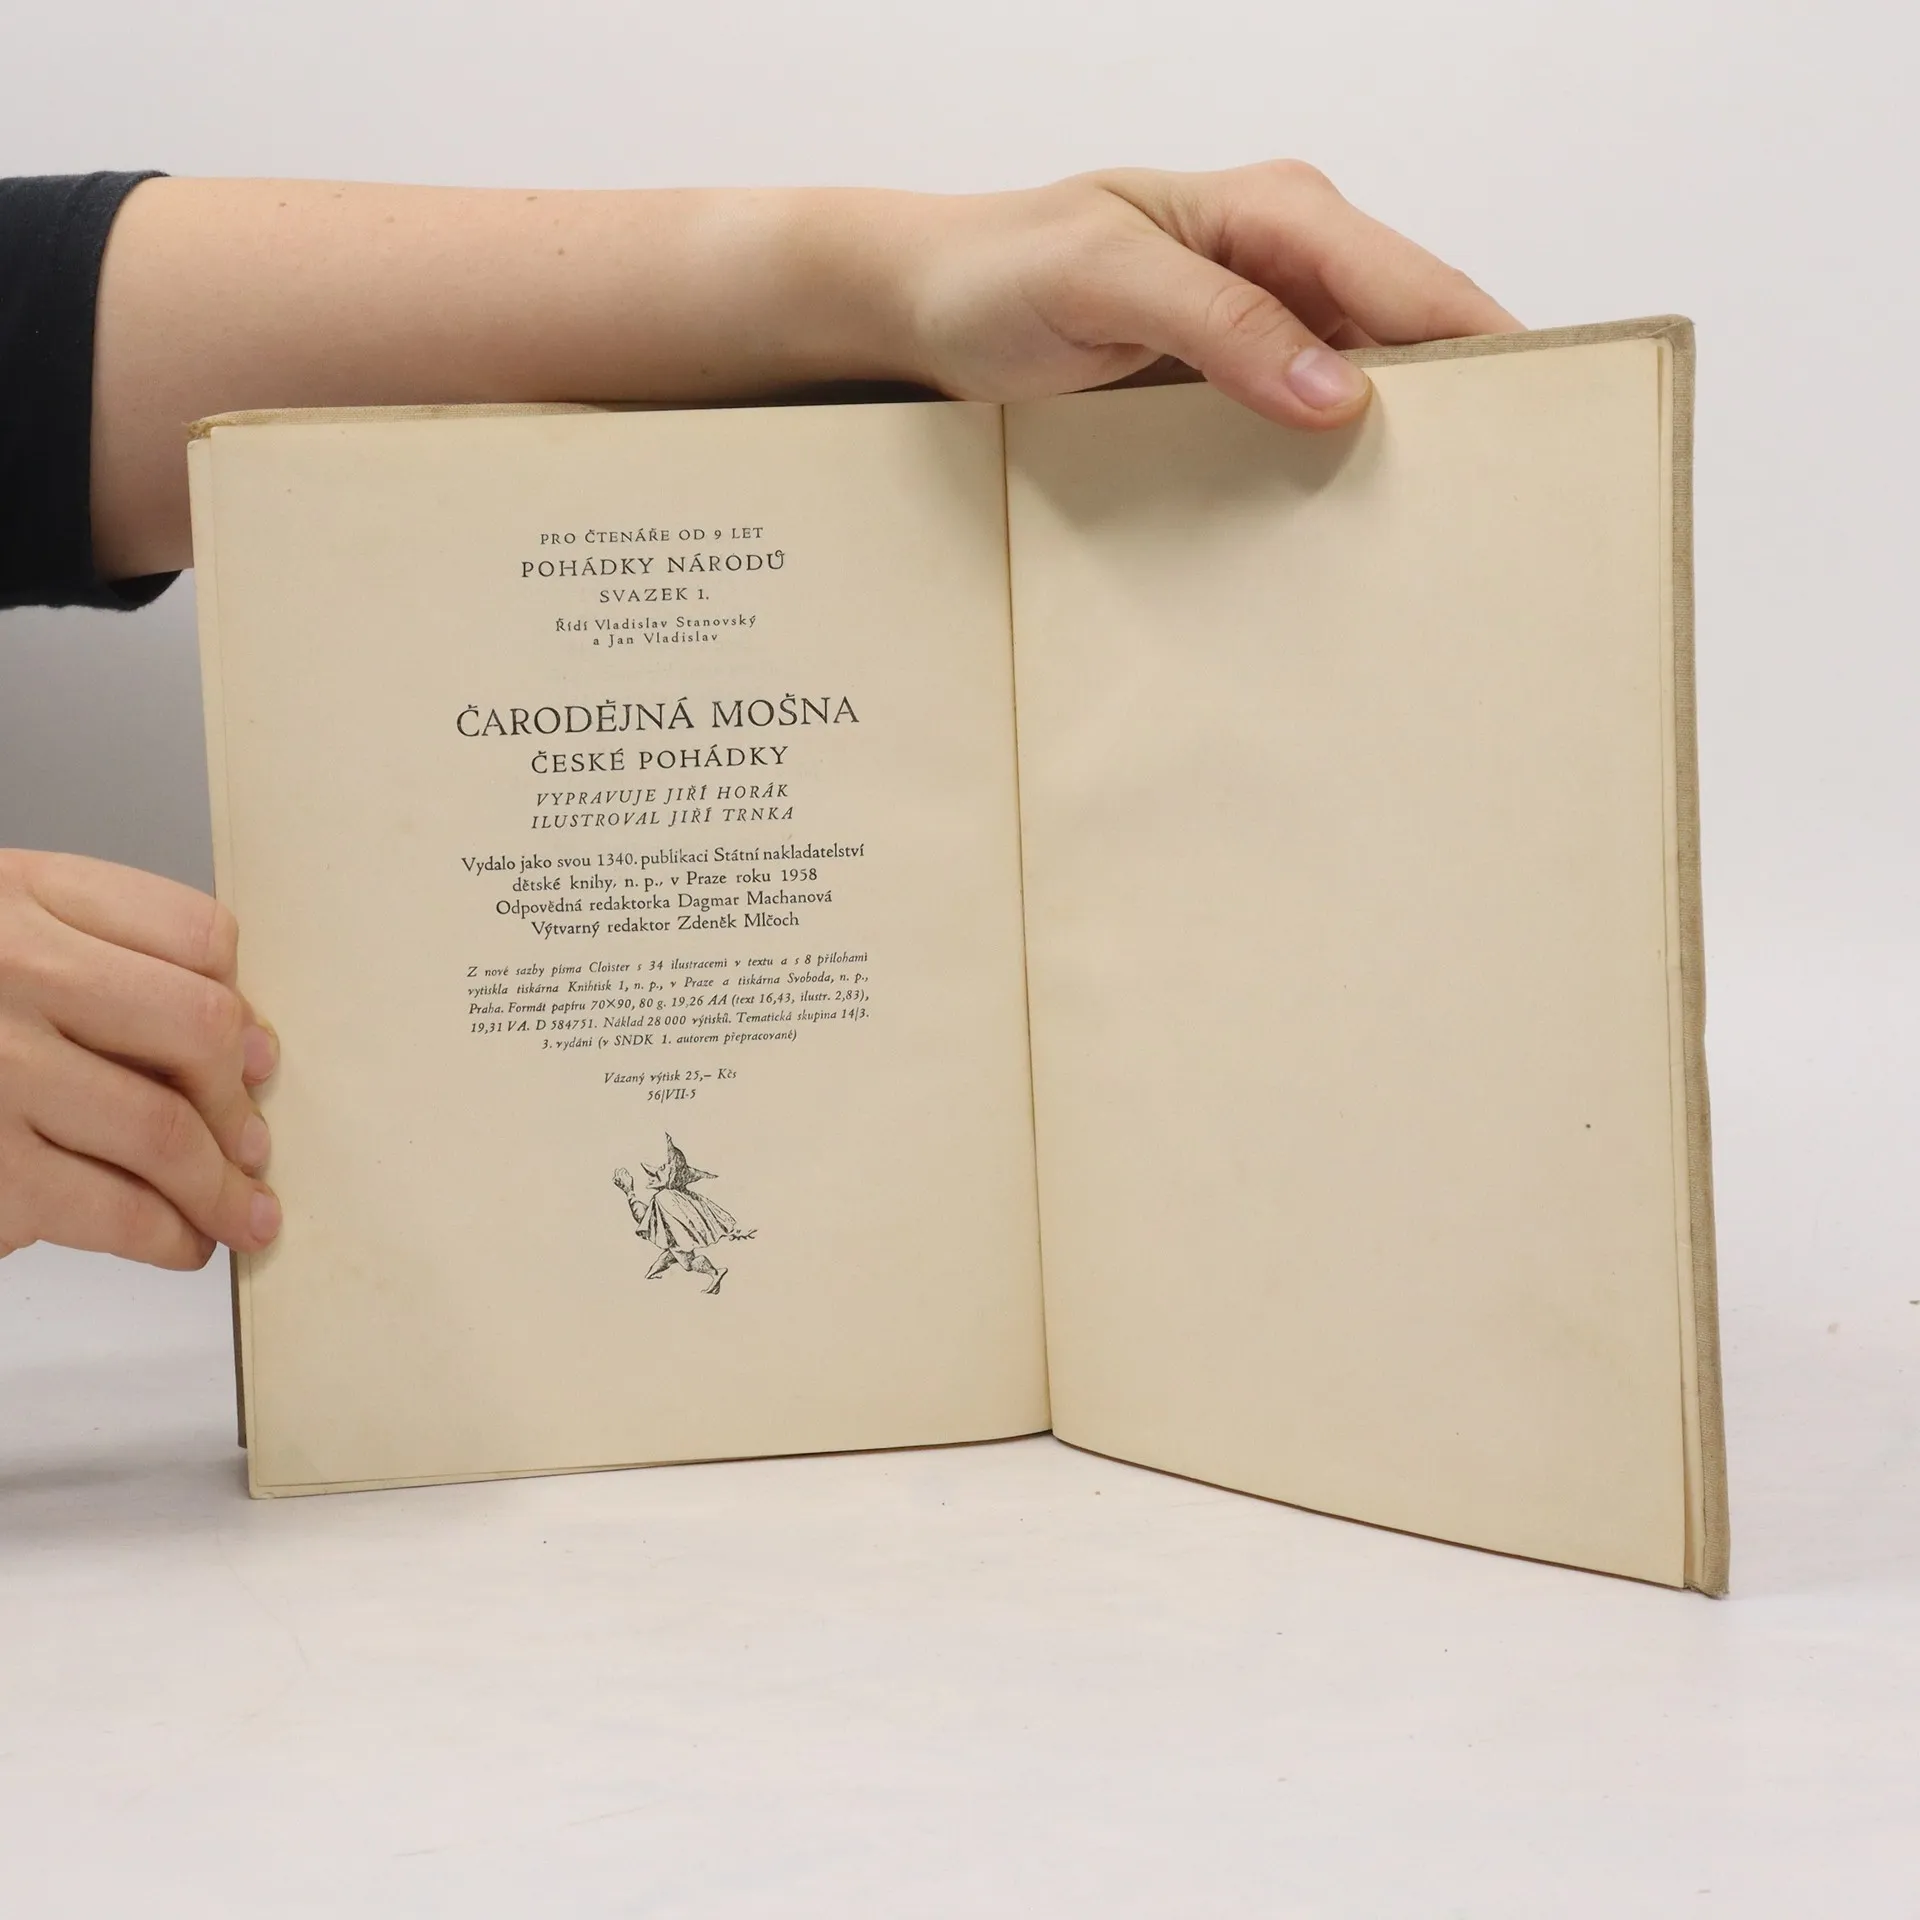 PRO ČTENÁŘE OD 9 LET
POHÁDKY NÁRODŮ
SVAZEK 1.
Řídí Vladislav Stanovský
a Jan Vladislav
ČARODĚJNÁ MOŠNA
ČESKÉ POHÁDKY
VYPRAVUJE JIŘÍ HORÁK
ILUSTROVAL JIŘÍ TRNKA
Vydalo jako svou 1340. publikaci Státní nakladatelství
dětské knihy, n. p., v Praze roku 1958
Odpovědná redaktorka Dagmar Machanová
Výtvarný redaktor Zdeněk Mlčoch
Z nové sazby písma Cloister s 34 ilustracemi v textu a s 8 přílohami
vytiskla tiskárna Knihtisk 1, n. p., v Praze a tiskárna Svoboda, n. p.,
Praha. Formát papíru 70×90, 80 g. 19,26 AA (text 16,43, ilustr. 2,83),
19,31 VA. D 584751. Náklad 28 000 výtisků. Tematická skupina 14/3.
3. vydání (v SNDK 1. autorem přepracované)
Vázaný výtisk 25,– Kčs
56/VII-5